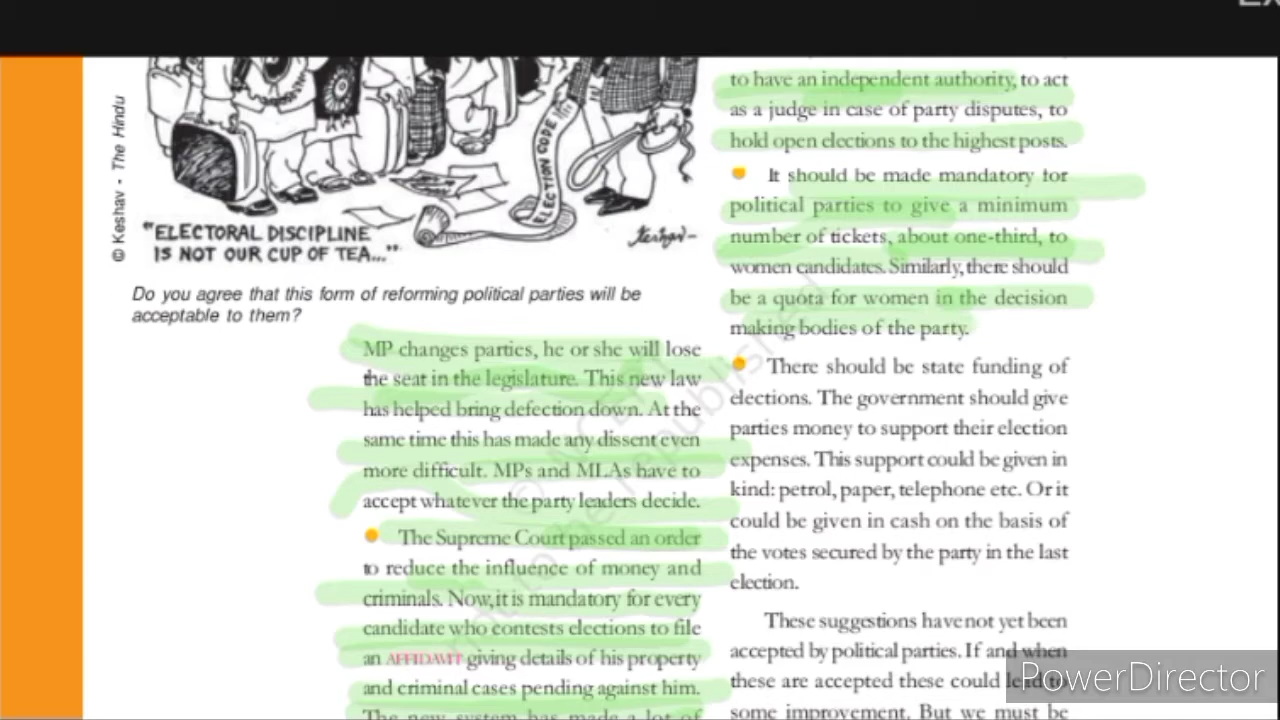 © Keshav - The Hindu
ELECTION CODE
"ELECTORAL DISCIPLINE
IS NOT OUR CUP OF TEA..."
Do you agree that this form of reforming political parties will be
acceptable to them?
MP changes parties, he or she will lose
the seat in the legislature. This new law
has helped bring defection down. At the
same time this has made any dissent even
more difficult. MPs and MLAs have to
accept whatever the party leaders decide.
The Supreme Court passed an order
to reduce the influence of money and
criminals. Now, it is mandatory for every
candidate who contests elections to file
an AFFIDAVIT giving details of his property
and criminal cases pending against him.
The new system has made a lot of
to have an independent authority, to act
as a judge in case of party disputes, to
hold open elections to the highest posts.
It should be made mandatory for
political parties to give a minimum
number of tickets, about one-third, to
women candidates. Similarly, there should
be a quota for women in the decision
making bodies of the party.
There should be state funding of
elections. The government should give
parties money to support their election
expenses. This support could be given in
kind: petrol, paper, telephone etc. Or it
could be given in cash on the basis of
the votes secured by the party in the last
election.
These suggestions have not yet been
accepted by political parties. If and when
these are accepted these could lead to
some improvement. But we must be
PowerDirector